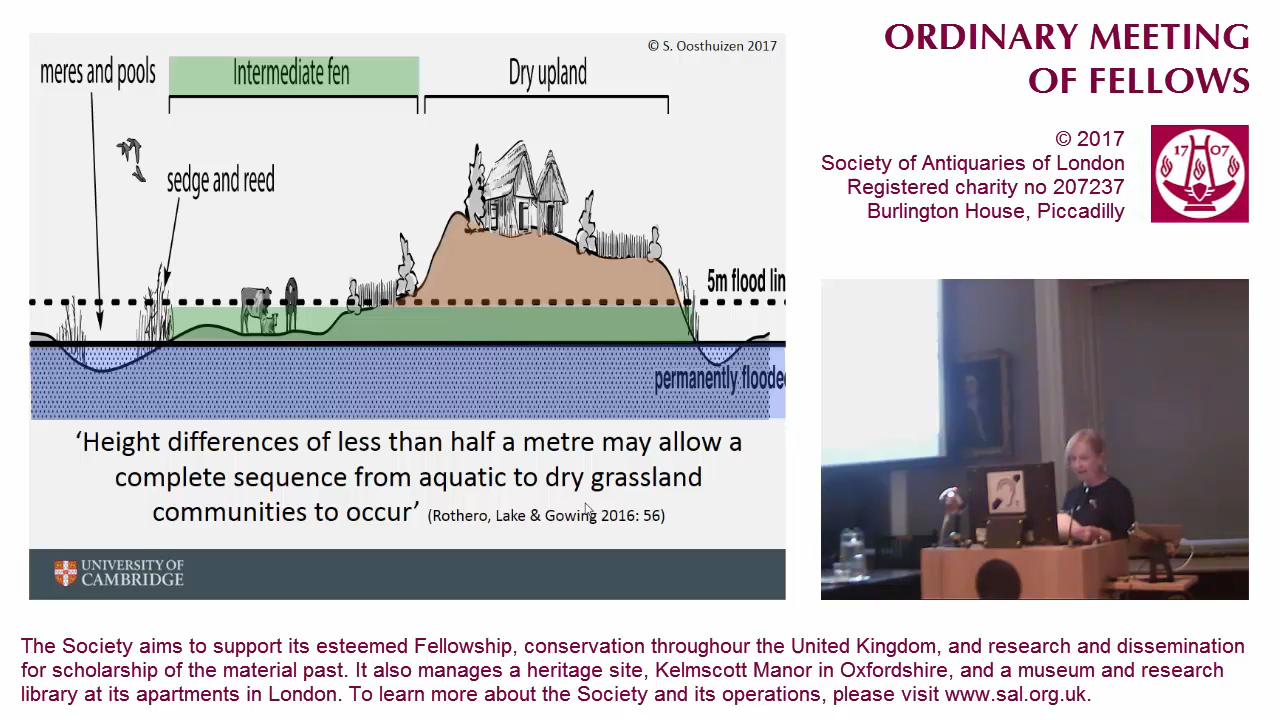 © S. Oosthuizen 2017
meres and pools
Intermediate fen
Dry upland
sedge and reed
5m flood lin
permanently floode
‘Height differences of less than half a metre may allow a
complete sequence from aquatic to dry grassland
communities to occur’ (Rothero, Lake & Gowing 2016: 56)
UNIVERSITY OF
CAMBRIDGE
ORDINARY MEETING
OF FELLOWS
© 2017
Society of Antiquaries of London
Registered charity no 207237
Burlington House, Piccadilly
17 07
The Society aims to support its esteemed Fellowship, conservation throughour the United Kingdom, and research and dissemination
for scholarship of the material past. It also manages a heritage site, Kelmscott Manor in Oxfordshire, and a museum and research
library at its apartments in London. To learn more about the Society and its operations, please visit www.sal.org.uk.